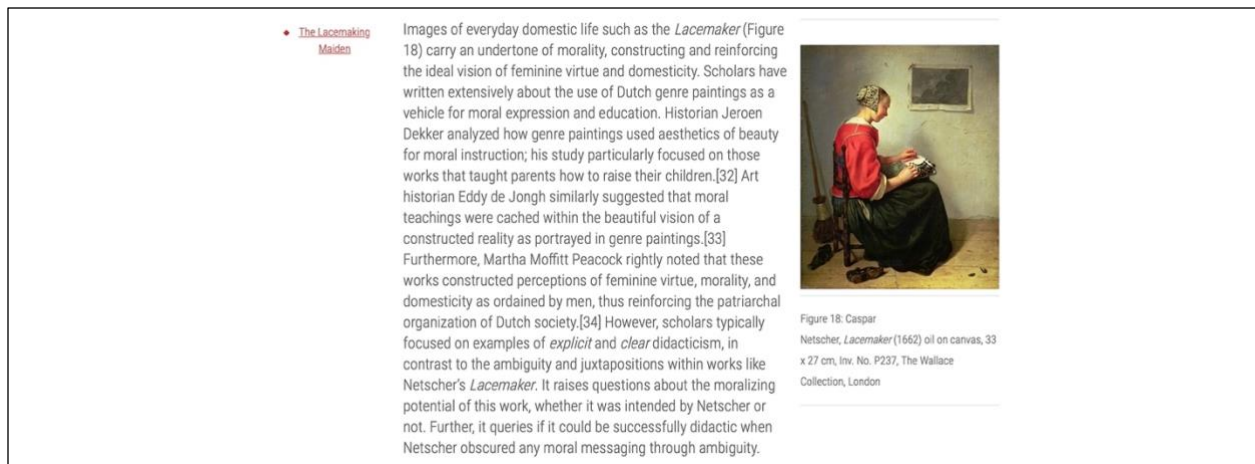 The Lacemaking
Maiden
Images of everyday domestic life such as the Lacemaker (Figure
18) carry an undertone of morality, constructing and reinforcing
the ideal vision of feminine virtue and domesticity. Scholars have
written extensively about the use of Dutch genre paintings as a
vehicle for moral expression and education. Historian Jeroen
Dekker analyzed how genre paintings used aesthetics of beauty
for moral instruction; his study particularly focused on those
works that taught parents how to raise their children.[32] Art
historian Eddy de Jongh similarly suggested that moral
teachings were cached within the beautiful vision of a
constructed reality as portrayed in genre paintings.[33]
Furthermore, Martha Moffitt Peacock rightly noted that these
works constructed perceptions of feminine virtue, morality, and
domesticity as ordained by men, thus reinforcing the patriarchal
organization of Dutch society.[34] However, scholars typically
focused on examples of explicit and clear didacticism, in
contrast to the ambiguity and juxtapositions within works like
Netscher's Lacemaker. It raises questions about the moralizing
potential of this work, whether it was intended by Netscher or
not. Further, it queries if it could be successfully didactic when
Netscher obscured any moral messaging through ambiguity.
Figure 18: Caspar
Netscher, Lacemaker (1662) oil on canvas, 33
x 27 cm, Inv. No. P237, The Wallace
Collection, London